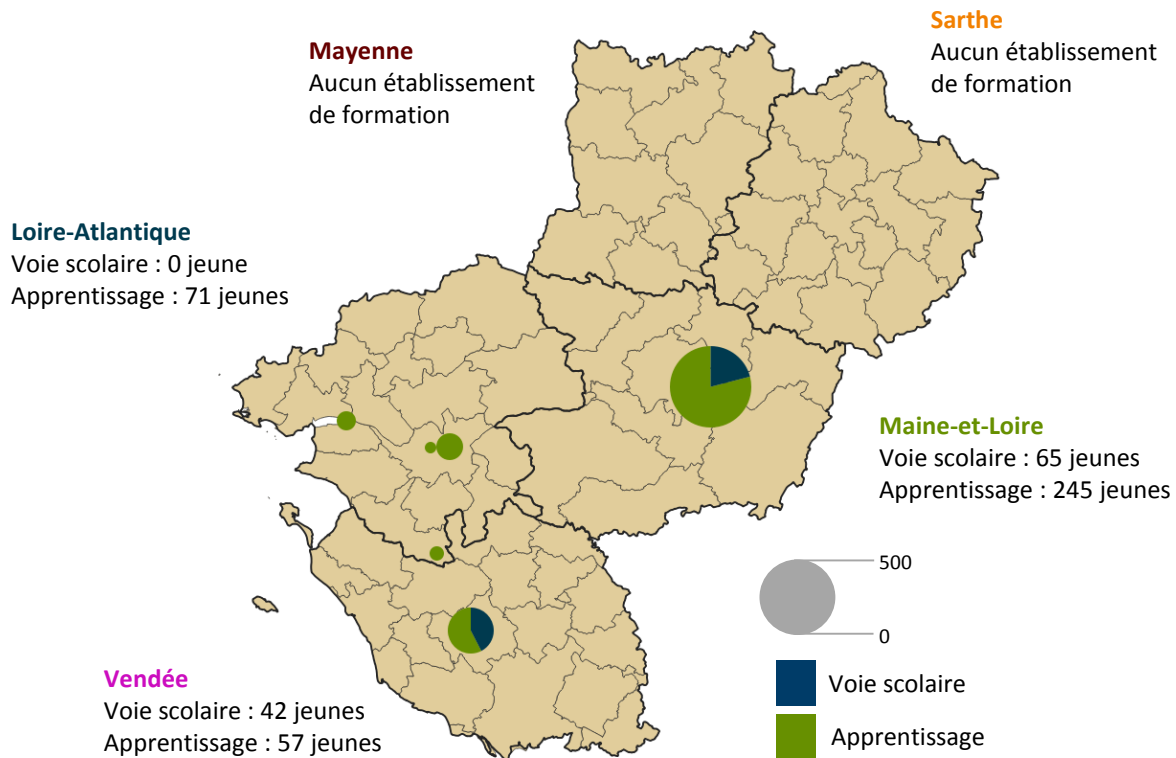 Mayenne
Aucun établissement
de formation
Sarthe
Aucun établissement
de formation
Loire-Atlantique
Voie scolaire : 0 jeune
Apprentissage : 71 jeunes
Maine-et-Loire
Voie scolaire : 65 jeunes
Apprentissage : 245 jeunes
500
0
Vendée
Voie scolaire : 42 jeunes
Apprentissage : 57 jeunes
Voie scolaire
Apprentissage